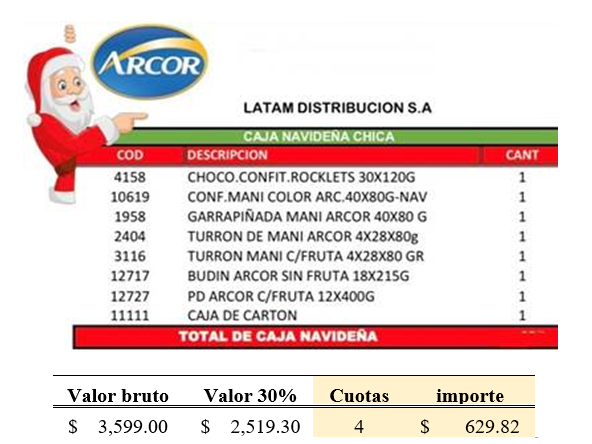 ARCOR
LATAM DISTRIBUCION S.A
CAJA NAVIDEÑA CHICA
COD DESCRIPCION CANT
4158 CHOCO.CONFIT.ROCKLETS 30X120G 1
10619 CONF.MANI COLOR ARC.40X80G-NAV 1
1958 GARRAPIÑADA MANI ARCOR 40X80 G 1
2404 TURRON DE MANI ARCOR 4X28X80g 1
3116 TURRON MANI C/FRUTA 4X28X80 GR 1
12717 BUDIN ARCOR SIN FRUTA 18X215G 1
12727 PD ARCOR C/FRUTA 12X400G 1
11111 CAJA DE CARTON 1
TOTAL DE CAJA NAVIDEÑA
Valor bruto Valor 30% Cuotas importe
$ 3,599.00 $ 2,519.30 4 $ 629.82